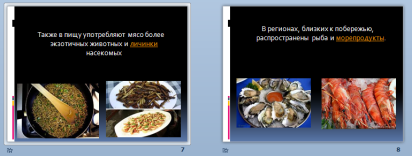 Также в пищу употребляют мясо более
экзотичных животных и личинки
насекомых
7
В регионах, близких к побережью,
распространены рыба и морепродукты.
8